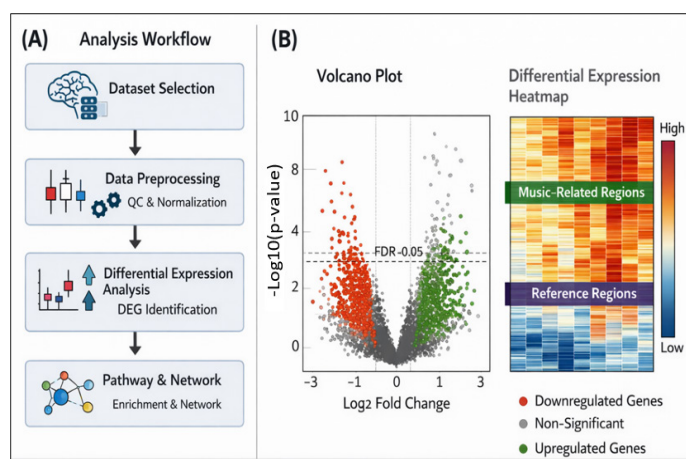 (A) Analysis Workflow
Dataset Selection
Data Preprocessing
QC & Normalization
Differential Expression
Analysis
DEG Identification
Pathway & Network
Enrichment & Network
(B)
Volcano Plot
-Log10(p-value)
10
8
4
2
0
FDR-0.05
-3 -1 0 1 2 3
Log2 Fold Change
Differential Expression
Heatmap
Music-Related Regions
Reference Regions
High
Low
Downregulated Genes
Non-Significant
Upregulated Genes